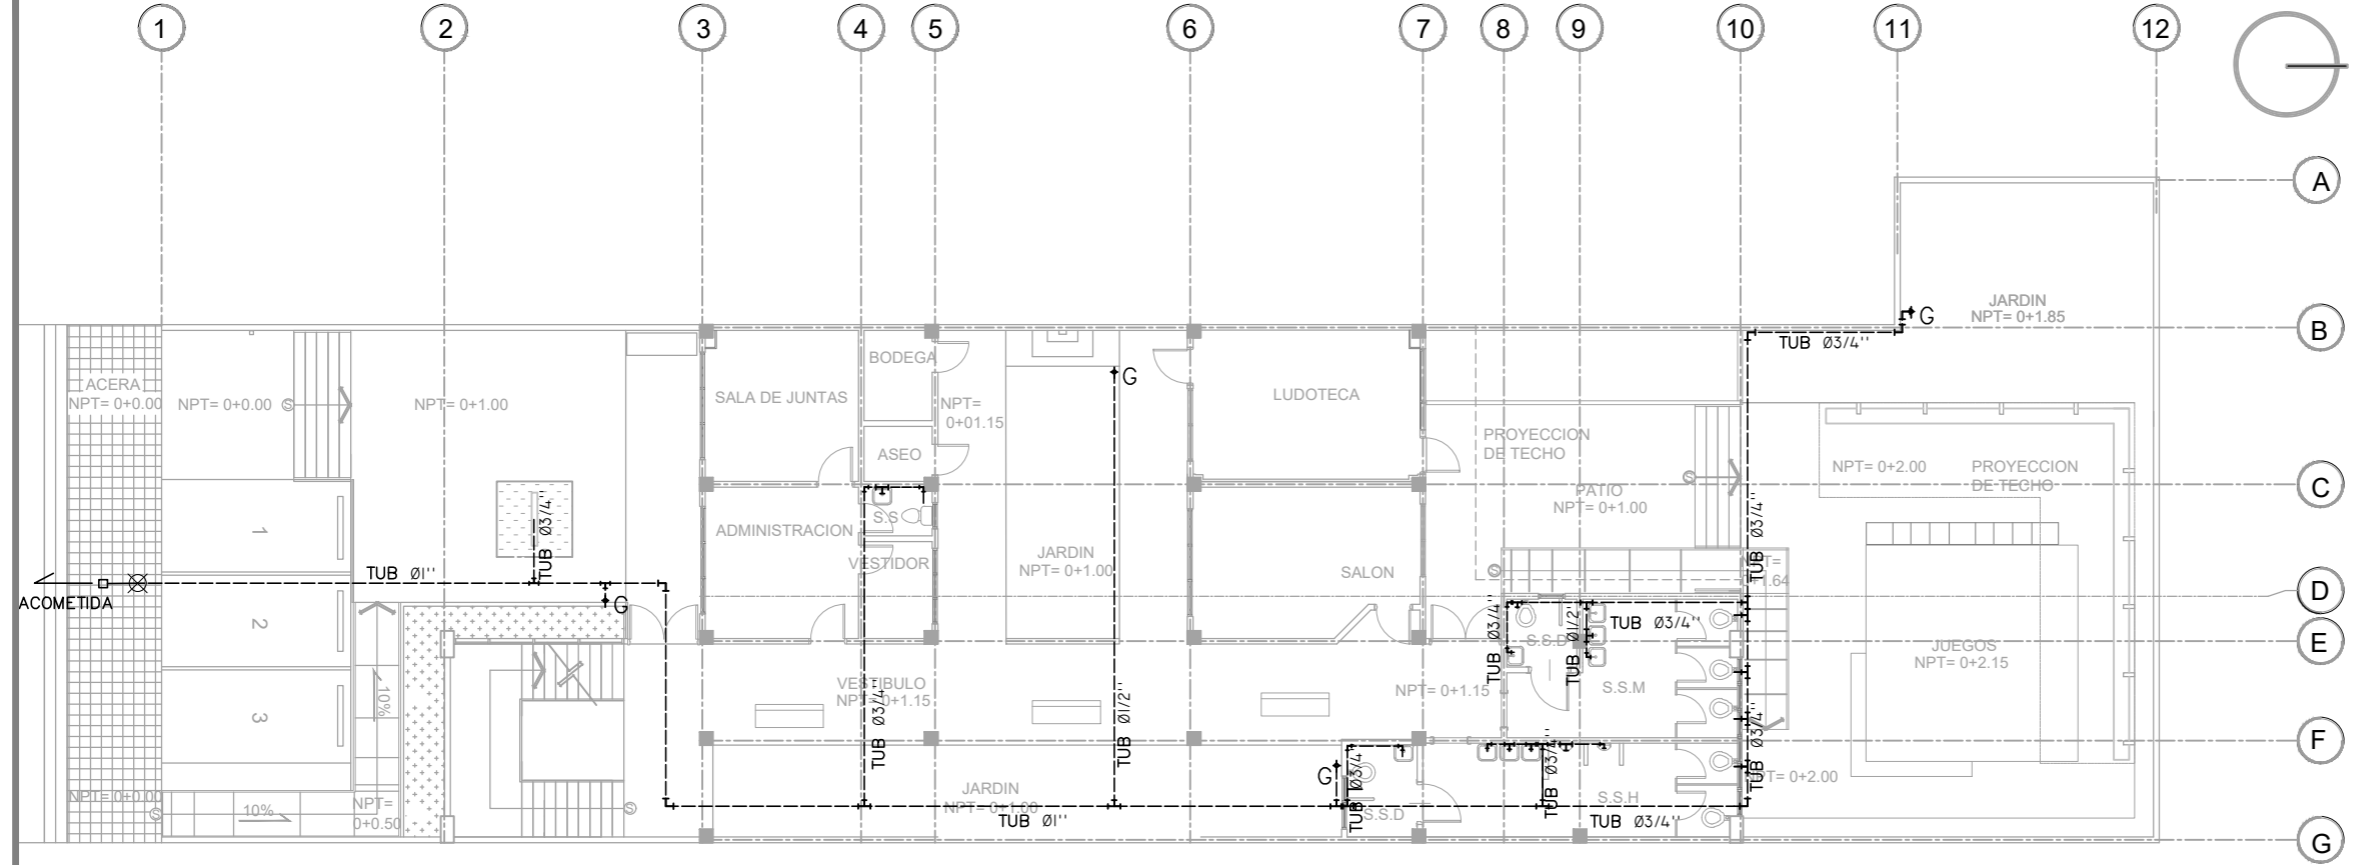 1
2
3
4
5
6
7
8
9
10
11
12
A
B
C
D
E
F
G
ACERA
NPT= 0+0.00
NPT= 0+0.00
S
NPT= 0+1.00
SALA DE JUNTAS
BODEGA
NPT=
0+01.15
G
LUDOTECA
TUB Ø3/4''
G
JARDIN
NPT= 0+1.85
ASEO
PROYECCION
DE TECHO
S
NPT= 0+2.00
PROYECCION
DE TECHO
PATIO
NPT= 0+1.00
TUB Ø3/4''
1
TUB Ø3/4''
ADMINISTRACION
S.S
VESTIDOR
JARDIN
NPT= 0+1.00
SALON
S
ACOMETIDA
TUB Ø1''
G
2
TUB Ø3/4''
S.S.D
TUB Ø1/2''
TUB Ø3/4''
JUEGOS
NPT= 0+2.15
3
10%
VESTIBULO
NPT= 0+1.15
TUB Ø3/4''
TUB Ø1/2''
NPT= 0+1.15
S.S.M
TUB Ø3/4''
NPT= 0+2.00
NPT= 0+0.00
S
10%
NPT=
0+0.50
S
JARDIN
NPT= 0+1.00
TUB Ø1''
G
TUB Ø3/4''
S.S.D
TUB Ø3/4''
S.S.H
TUB Ø3/4''